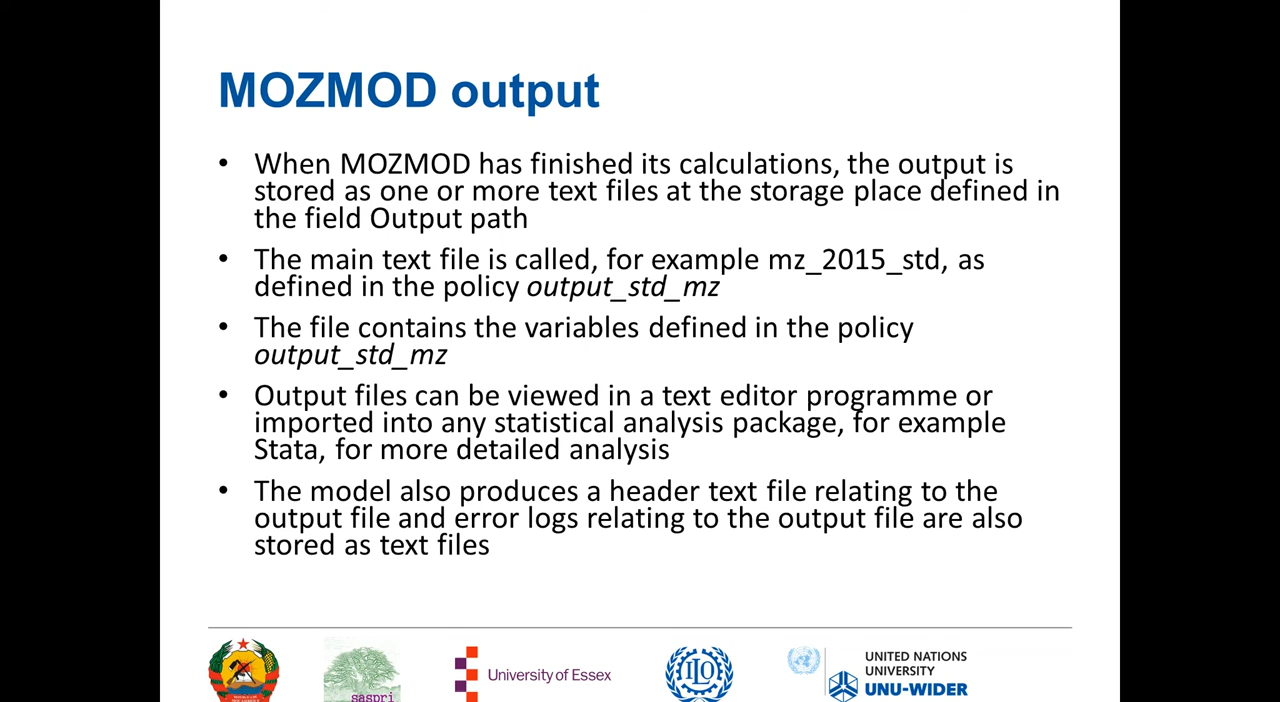 MOZMOD output
• When MOZMOD has finished its calculations, the output is
stored as one or more text files at the storage place defined in
the field Output path
• The main text file is called, for example mz_2015_std, as
defined in the policy output_std_mz
• The file contains the variables defined in the policy
output_std_mz
• Output files can be viewed in a text editor programme or
imported into any statistical analysis package, for example
Stata, for more detailed analysis
• The model also produces a header text file relating to the
output file and error logs relating to the output file are also
stored as text files
saspri
University of Essex
ILO
UNITED NATIONS
UNIVERSITY
UNU-WIDER